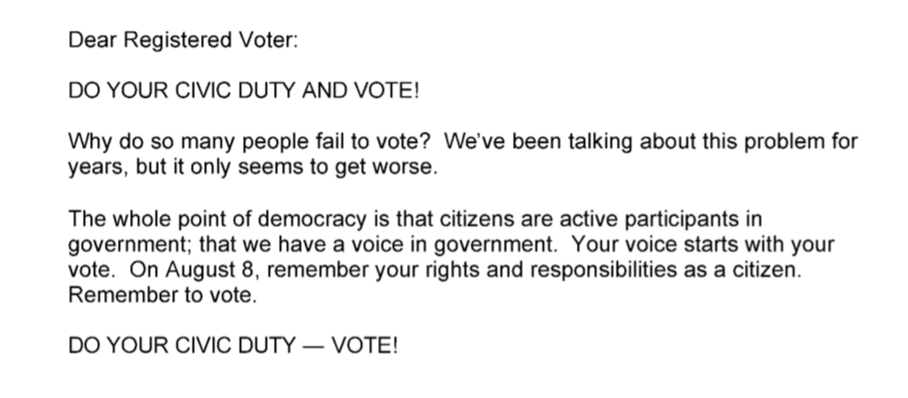 Dear Registered Voter:
DO YOUR CIVIC DUTY AND VOTE!
Why do so many people fail to vote?  We've been talking about this problem for
years, but it only seems to get worse.
The whole point of democracy is that citizens are active participants in
government; that we have a voice in government.  Your voice starts with your
vote.  On August 8, remember your rights and responsibilities as a citizen.
Remember to vote.
DO YOUR CIVIC DUTY — VOTE!